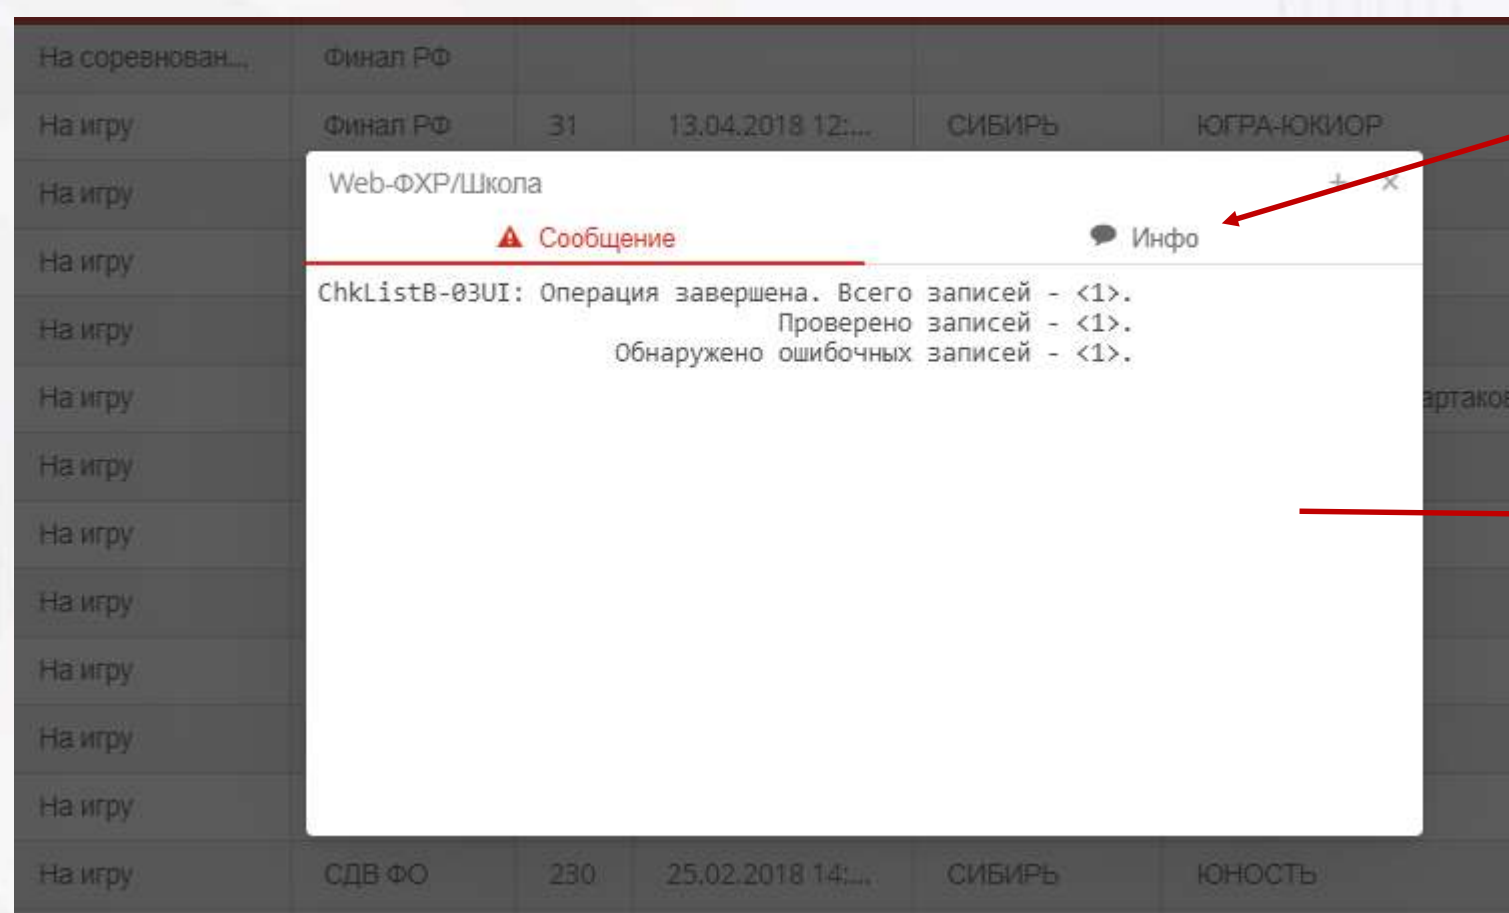 На соревнован... Финал РФ
На игру Финал РФ 31 13.04.2018 12:... СИБИРЬ ЮГРА-ЮКИОР
Web-ФХР/Школа + ×
На игру
Сообщение Инфо
На игру
ChkListB-03UI: Операция завершена. Всего записей - <1>.
Проверено записей - <1>.
На игру
Обнаружено ошибочных записей - <1>.
На игру артаков
На игру
На игру
На игру
На игру
На игру
На игру
На игру СДВ ФО 230 25.02.2018 14:... СИБИРЬ ЮНОСТЬ